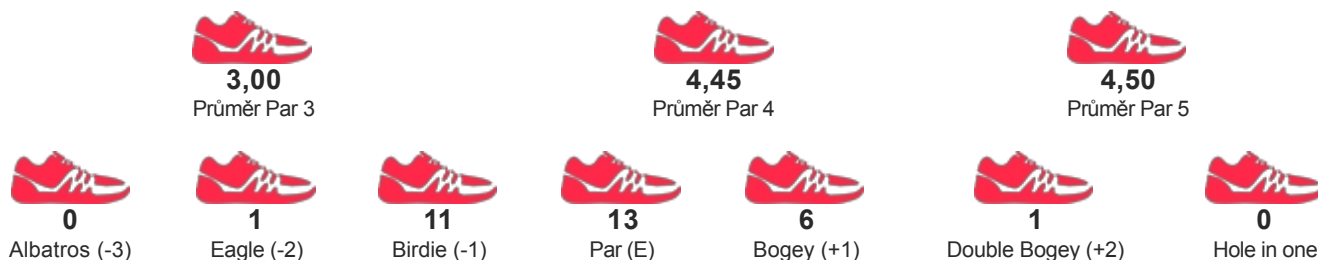 3,00
Průměr Par 3
4,45
Průměr Par 4
4,50
Průměr Par 5
0
Albatros (-3)
1
Eagle (-2)
11
Birdie (-1)
13
Par (E)
6
Bogey (+1)
1
Double Bogey (+2)
0
Hole in one